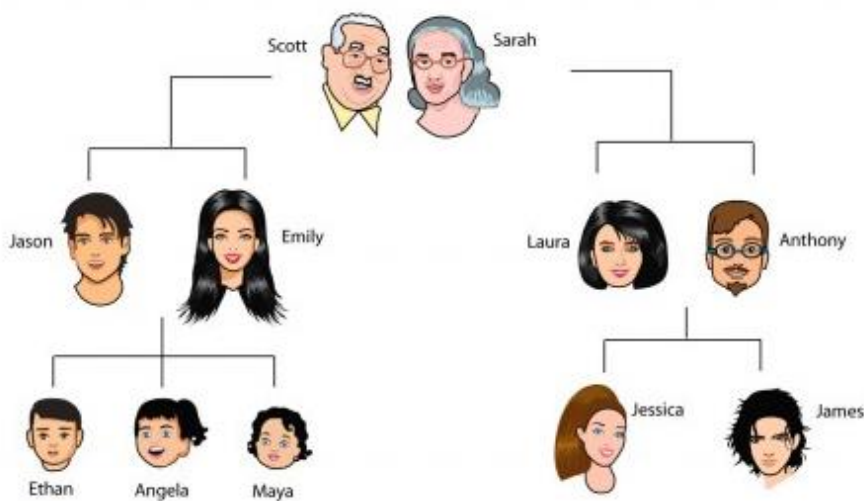 Scott
Sarah
Jason
Emily
Laura
Anthony
Jessica
James
Ethan
Angela
Maya